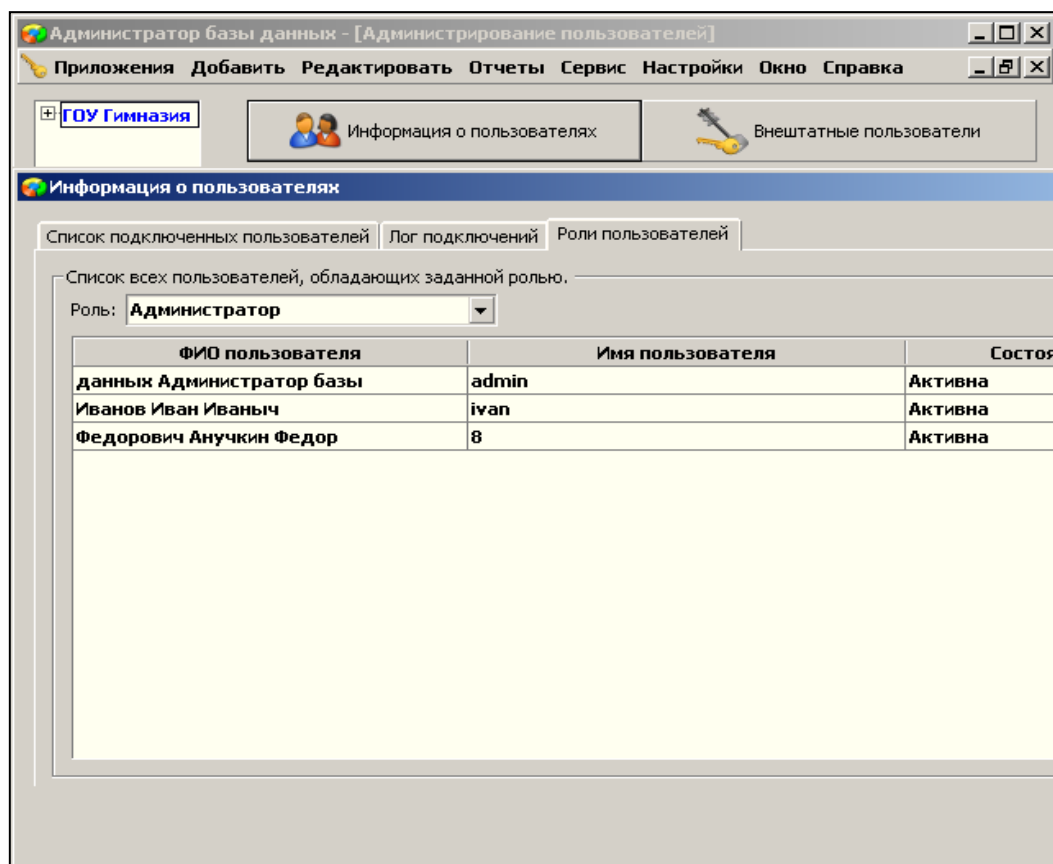 Администратор базы данных - [Администрирование пользователей]
Приложения Добавить Редактировать Отчеты Сервис Настройки Окно Справка
ГОУ Гимназия
Информация о пользователях
Внештатные пользователи
Информация о пользователях
Список подключенных пользователей Лог подключений Роли пользователей
Список всех пользователей, обладающих заданной ролью.
Роль: Администратор
ФИО пользователя Имя пользователя Состоя
данных Администратор базы admin Активна
Иванов Иван Иваныч ivan Активна
Федорович Анучкин Федор 8 Активна